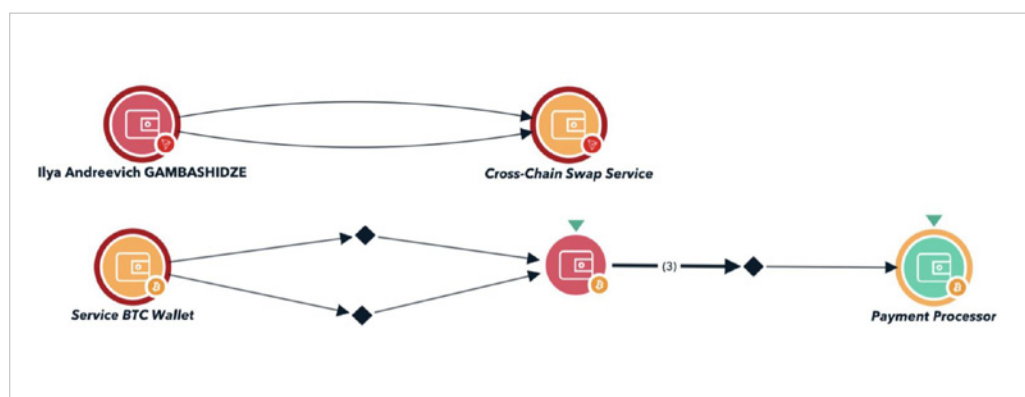 Ilya Andreevich GAMBASHIDZE
Cross-Chain Swap Service
(3)
Service BTC Wallet
Payment Processor